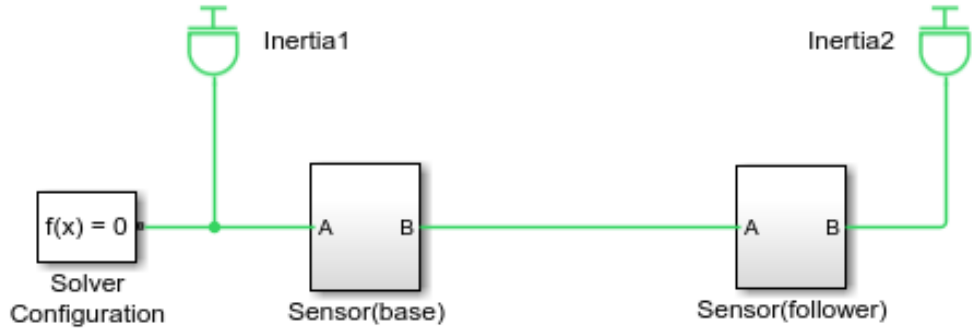 Inertia1
Inertia2
f(x) = 0
A
B
A
B
Solver
Configuration
Sensor(base)
Sensor(follower)